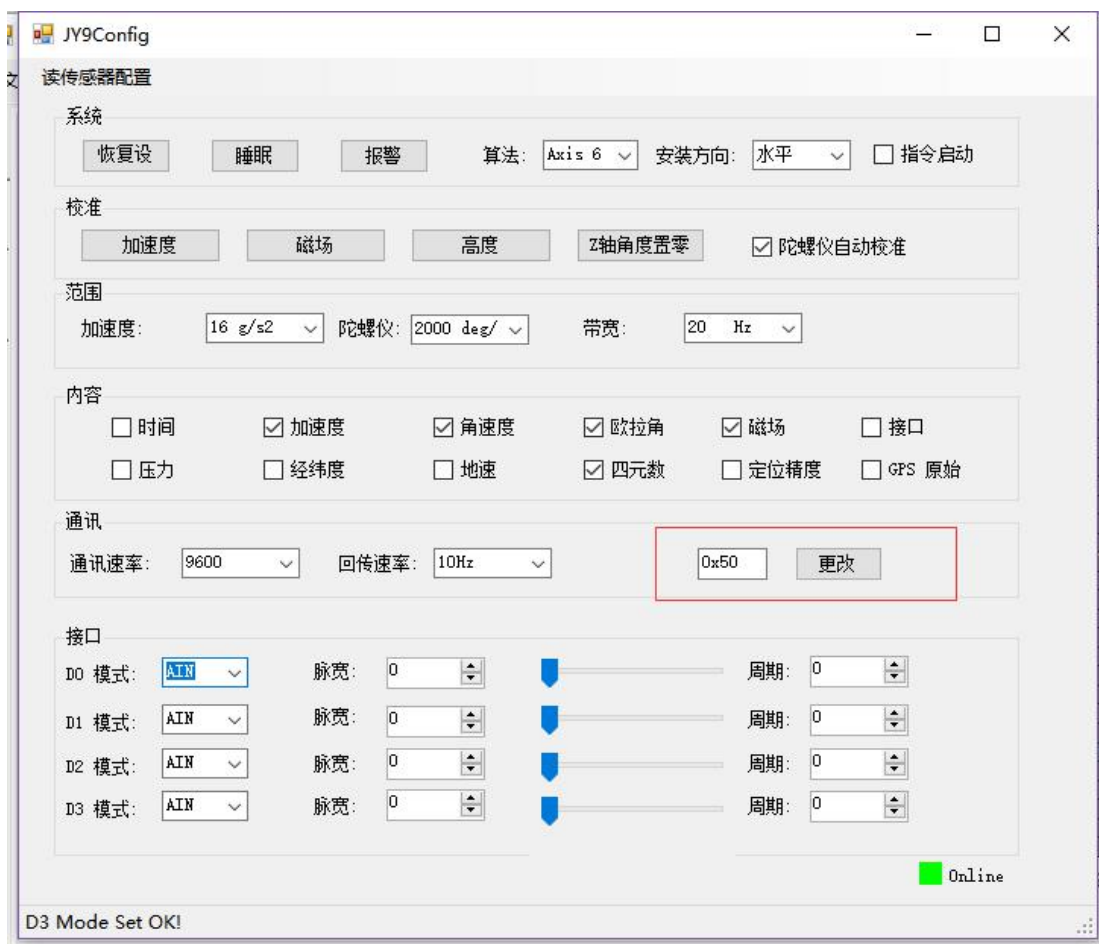 JY9Config
文
读传感器配置
系统
恢复设 睡眠 报警 算法: Axis 6 安装方向: 水平 指令启动
校准
加速度 磁场 高度 Z轴角度置零 陀螺仪自动校准
范围
加速度: 16 g/s2 陀螺仪: 2000 deg/ 带宽: 20 Hz
内容
时间 加速度 角速度 欧拉角 磁场 接口
压力 经纬度 地速 四元数 定位精度 GPS 原始
通讯
通讯速率: 9600 回传速率: 10Hz 0x50 更改
接口
D0 模式: AIN 脉宽: 0 周期: 0
D1 模式: AIN 脉宽: 0 周期: 0
D2 模式: AIN 脉宽: 0 周期: 0
D3 模式: AIN 脉宽: 0 周期: 0
Online
D3 Mode Set OK!